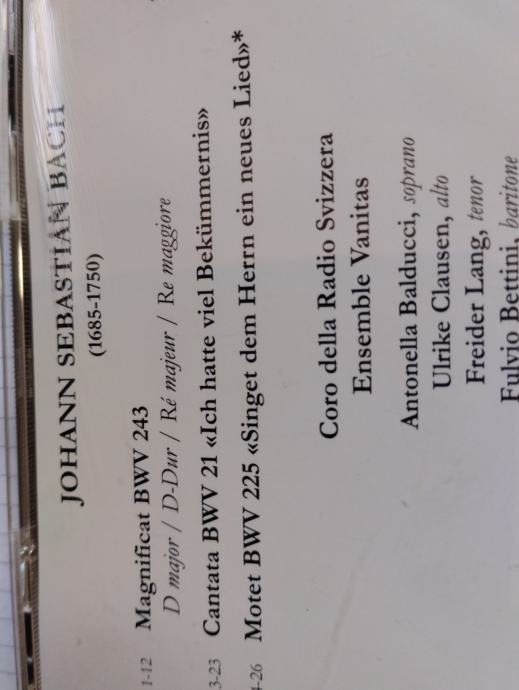 JOHANN SEBASTIAN BACH
(1685-1750)
1-12 Magnificat BWV 243
D major / D-Dur / Ré majeur / Re maggiore
3-23 Cantata BWV 21 «Ich hatte viel Bekümmernis»
4-26 Motet BWV 225 «Singet dem Herrn ein neues Lied»*
Coro della Radio Svizzera
Ensemble Vanitas
Antonella Balducci, soprano
Ulrike Clausen, alto
Freider Lang, tenor
Fulvio Bettini, baritone